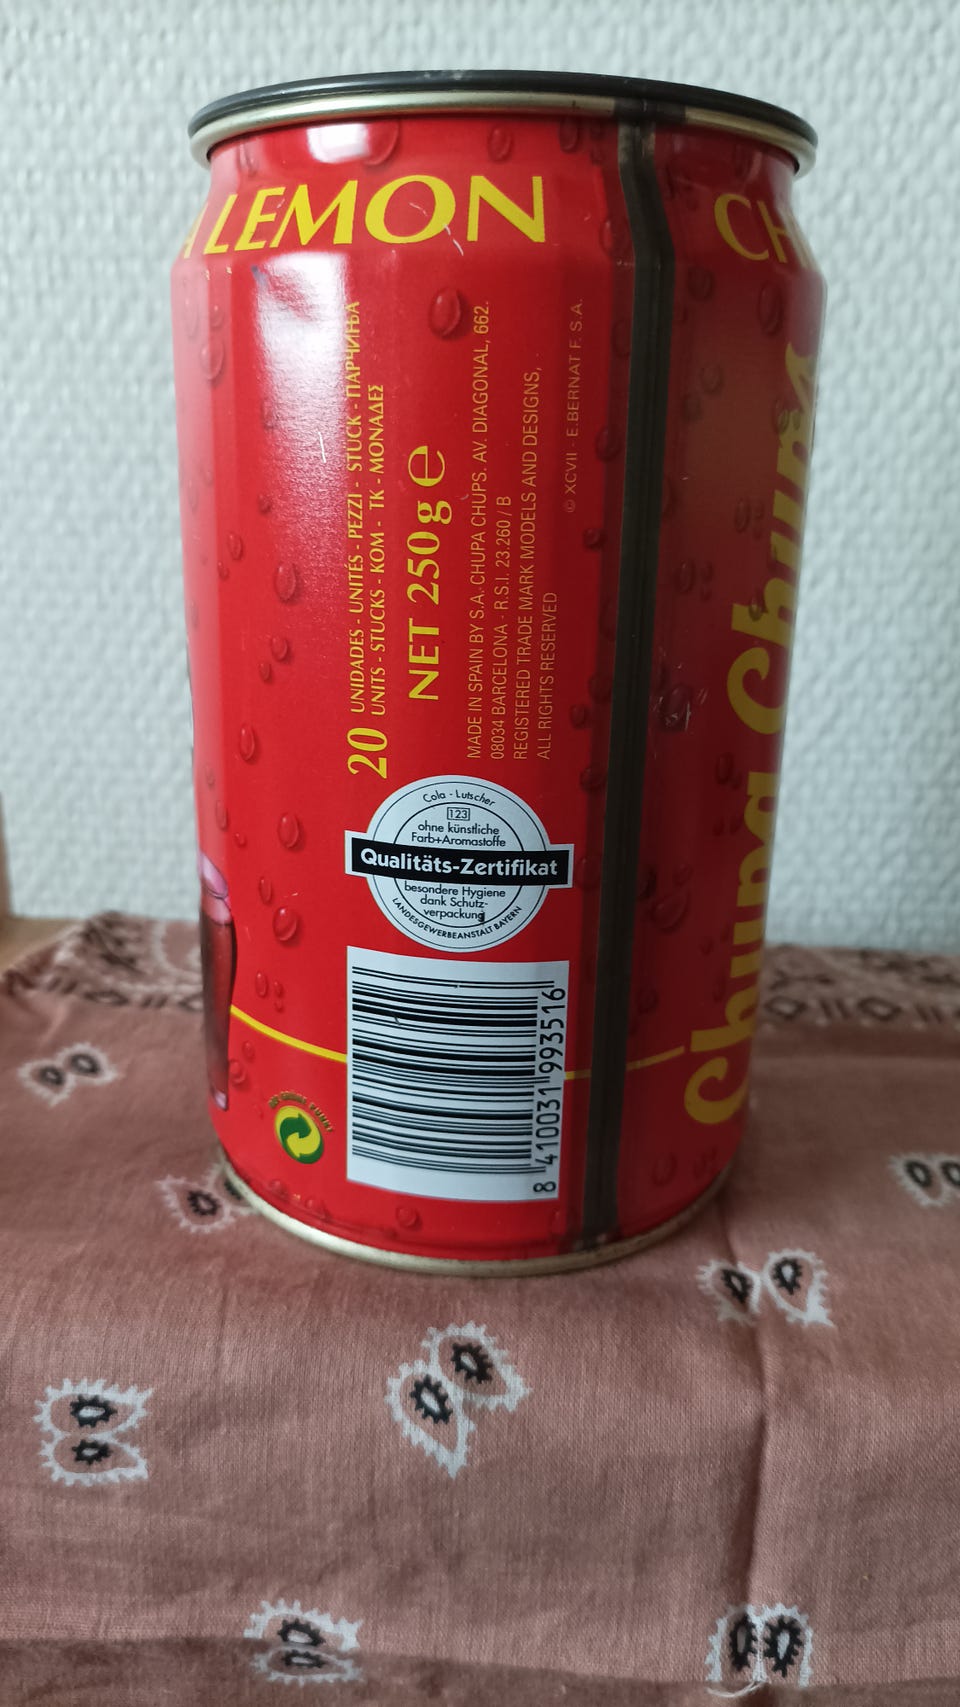 LEMON
CH
20 UNIDADES - UNITÉS - PEZZI - STÜCK - ПАРЧИЊА
UNITS - STUCKS - KOM - TK - ΜΟΝΑΔΕΣ
NET 250g ℮
MADE IN SPAIN BY S.A. CHUPA CHUPS. AV. DIAGONAL, 662.
08034 BARCELONA - R.S.I. 23.260 / B
REGISTERED TRADE MARK MODELS AND DESIGNS,
ALL RIGHTS RESERVED
© XCVII - E.BERNAT F. S.A.
Chupa Chups
Cola - Lutscher
123
ohne künstliche
Farb+Aromastoffe
Qualitäts-Zertifikat
besondere Hygiene
dank Schutz-
verpackung
LANDESGEWERBEANSTALT BAYERN
8 410031 993516